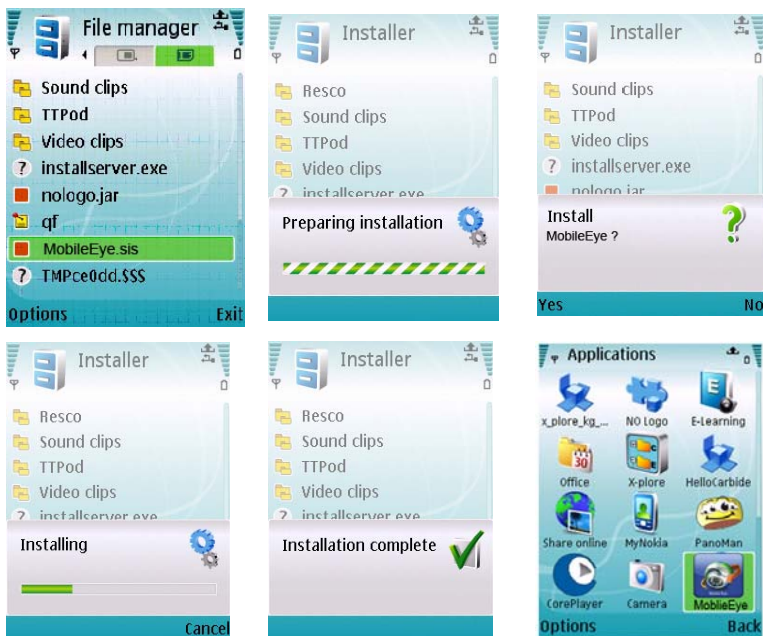 File manager
Sound clips
TTPod
Video clips
installserver.exe
nologo.jar
qf
MobileEye.sis
TMPce0dd.$$$
Options Exit
Installer
Resco
Sound clips
TTPod
Video clips
installserver.exe
Preparing installation
Installer
Sound clips
TTPod
Video clips
installserver.exe
nologo.jar
Install
MobileEye ?
Yes No
Installer
Resco
Sound clips
TTPod
Video clips
installserver.exe
Installing
Cancel
Installer
Resco
Sound clips
TTPod
Video clips
installserver.exe
Installation complete
Applications
x_plore_kg_... NO Logo E-Learning
Office X-plore HelloCarbide
Share online MyNokia PanoMan
CorePlayer Camera MoblieEye
Options Back